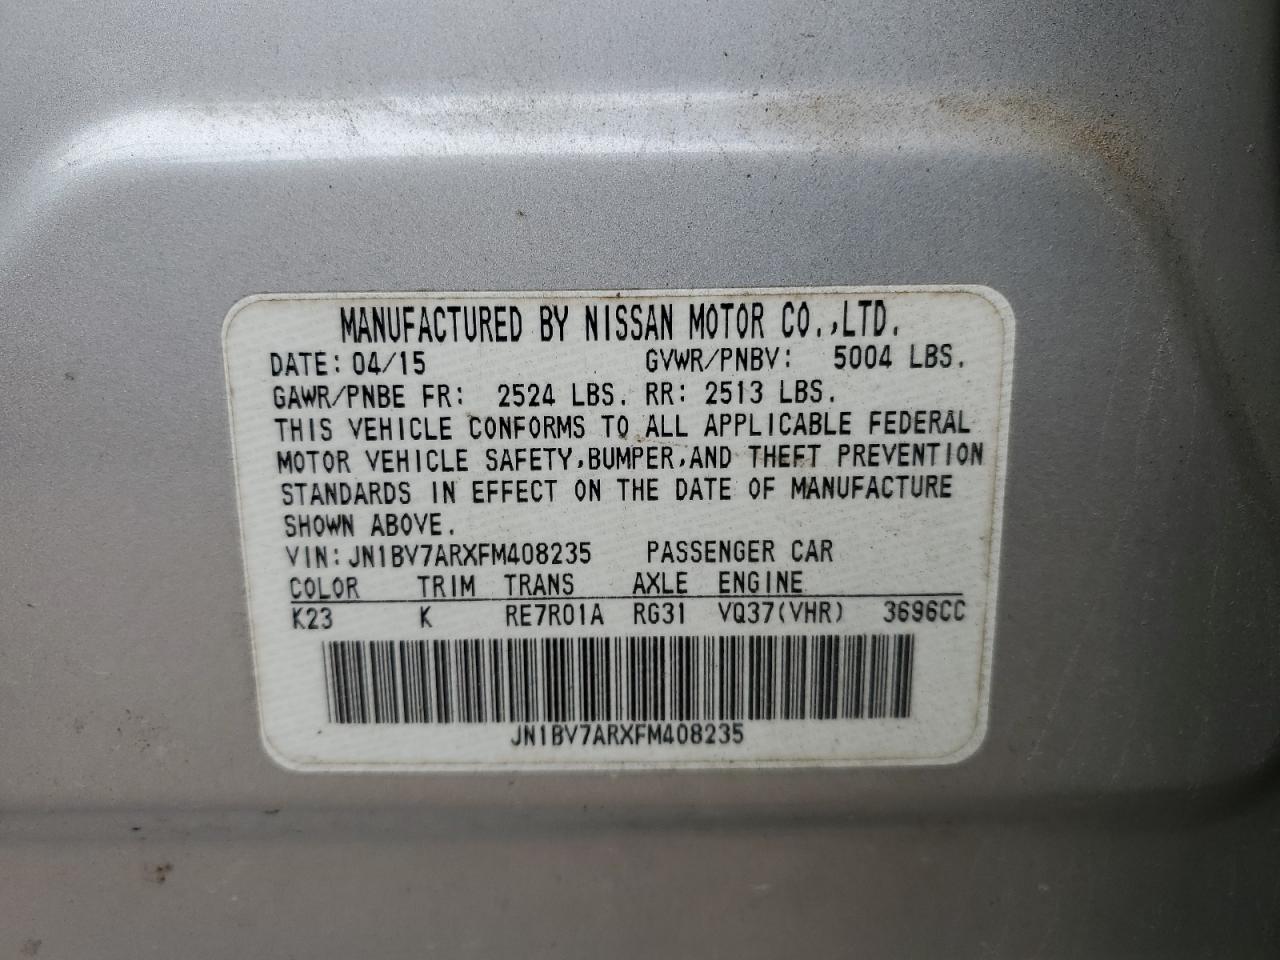 MANUFACTURED BY NISSAN MOTOR CO.,LTD.
DATE: 04/15 GVWR/PNBV: 5004 LBS.
GAWR/PNBE FR: 2524 LBS. RR: 2513 LBS.
THIS VEHICLE CONFORMS TO ALL APPLICABLE FEDERAL
MOTOR VEHICLE SAFETY,BUMPER,AND THEFT PREVENTION
STANDARDS IN EFFECT ON THE DATE OF MANUFACTURE
SHOWN ABOVE.
VIN: JN1BV7ARXFM408235 PASSENGER CAR
COLOR TRIM TRANS AXLE ENGINE
K23 K RE7R01A RG31 VQ37(VHR) 3696CC
JN1BV7ARXFM408235